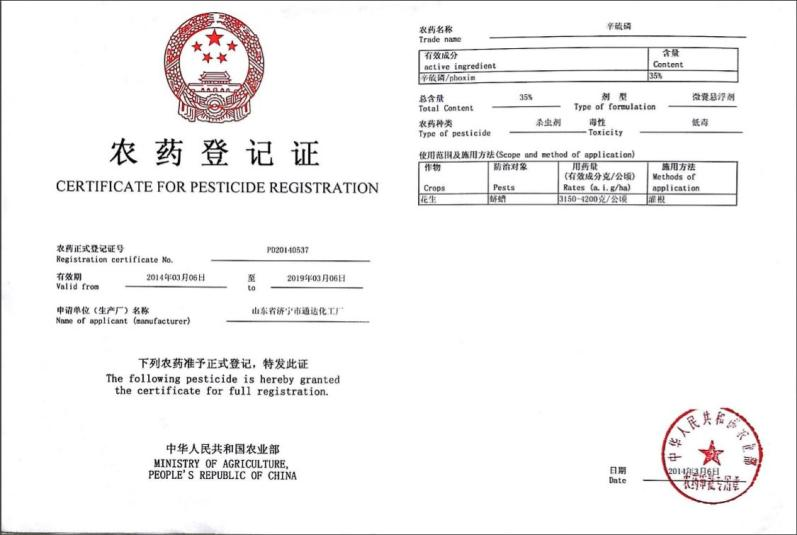 农药登记证
CERTIFICATE FOR PESTICIDE REGISTRATION
农药正式登记证号 PD20140537
Registration certificate No.
有效期 2014年03月06日 至 2019年03月06日
Valid from to
申请单位（生产厂）名称 山东省济宁市通达化工厂
Name of applicant (manufacturer)
下列农药准予正式登记，特发此证
The following pesticide is hereby granted
the certificate for full registration.
中华人民共和国农业部
MINISTRY OF AGRICULTURE,
PEOPLE'S REPUBLIC OF CHINA
农药名称 辛硫磷
Trade name
有效成分 含量
active ingredient Content
辛硫磷/phoxim 35%
总含量 35% 剂 型 微囊悬浮剂
Total Content Type of formulation
农药种类 杀虫剂 毒性 低毒
Type of pesticide Toxicity
使用范围及施用方法(Scope and method of application)
作物 防治对象 用药量 施用方法
(有效成分克/公顷) Methods of
Crops Pests Rates (a.i.g/ha) application
花生 蛴螬 3150-4200克/公顷 灌根
中华人民共和国农业部
日期 2014年3月6日
Date
农药审批专用章